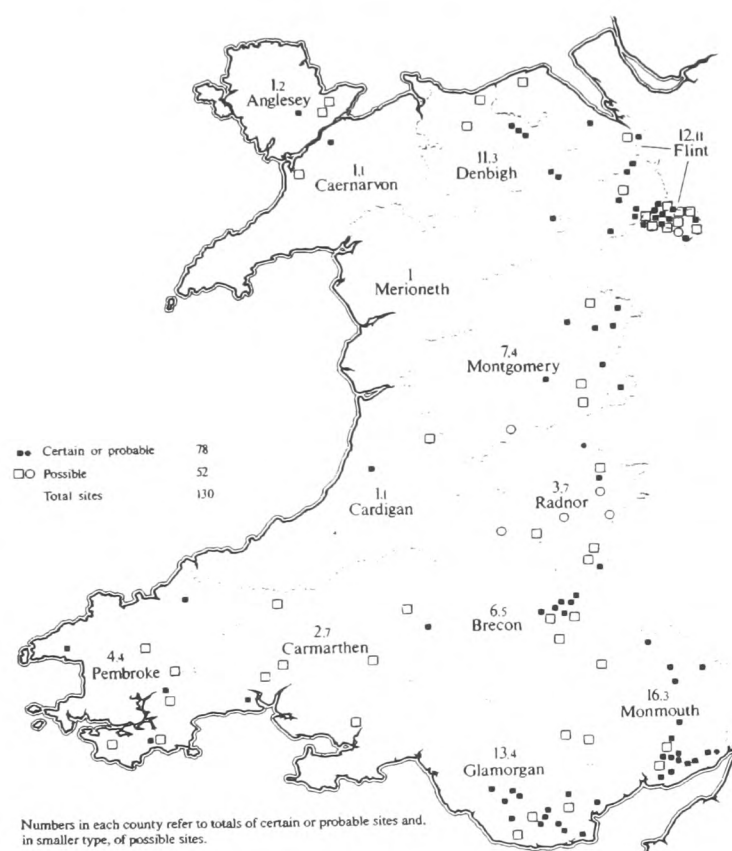 1.2
Anglesey
1.1
Caernarvon
11.3
Denbigh
12.11
Flint
1
Merioneth
7.4
Montgomery
■● Certain or probable 78
□○ Possible 52
Total sites 130
1.1
Cardigan
3.7
Radnor
6.5
Brecon
2.7
Carmarthen
4.4
Pembroke
16.3
Monmouth
13.4
Glamorgan
Numbers in each county refer to totals of certain or probable sites and,
in smaller type, of possible sites.